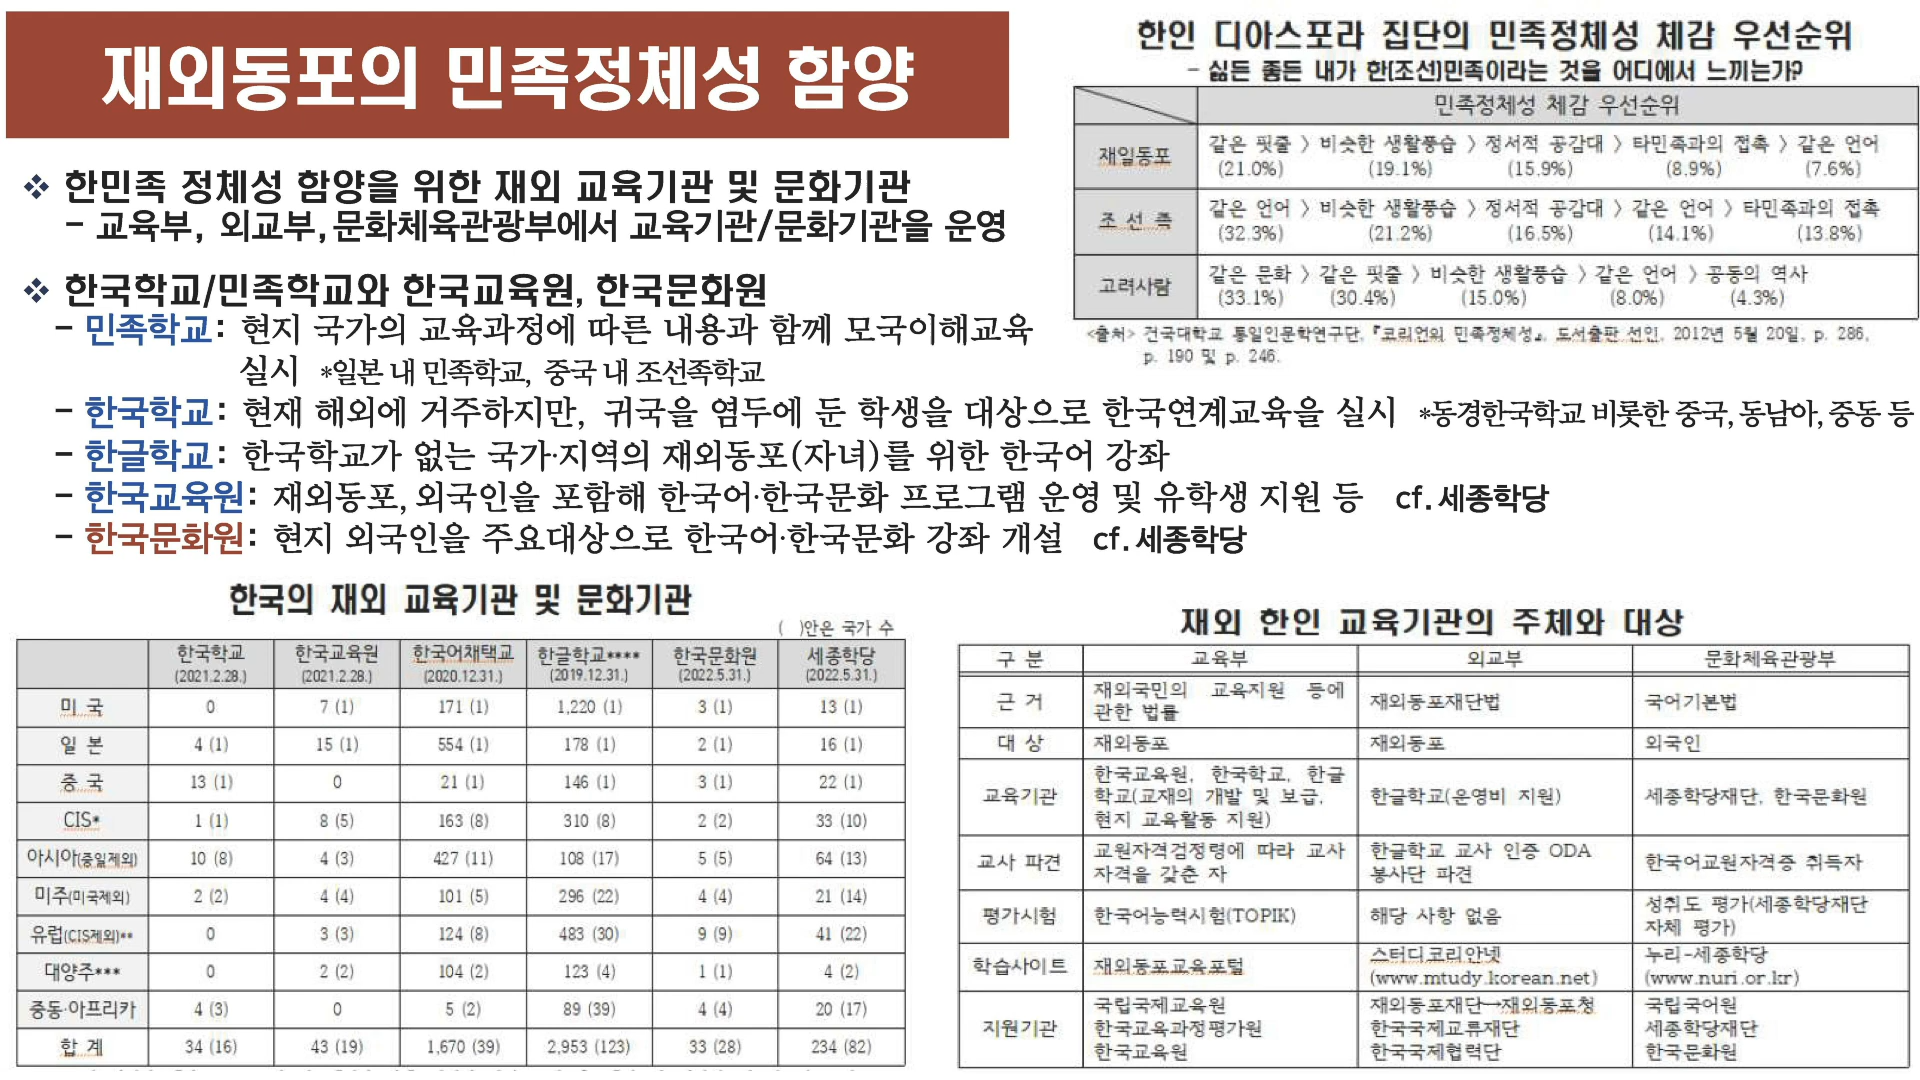 재외동포의 민족정체성 함양
❖ 한민족 정체성 함양을 위한 재외 교육기관 및 문화기관
– 교육부, 외교부, 문화체육관광부에서 교육기관/문화기관을 운영
❖ 한국학교/민족학교와 한국교육원, 한국문화원
– 민족학교: 현지 국가의 교육과정에 따른 내용과 함께 모국이해교육
실시 *일본 내 민족학교, 중국 내 조선족학교
– 한국학교: 현재 해외에 거주하지만, 귀국을 염두에 둔 학생을 대상으로 한국연계교육을 실시 *동경한국학교 비롯한 중국, 동남아, 중동 등
– 한글학교: 한국학교가 없는 국가·지역의 재외동포(자녀)를 위한 한국어 강좌
– 한국교육원: 재외동포, 외국인을 포함해 한국어·한국문화 프로그램 운영 및 유학생 지원 등 cf. 세종학당
– 한국문화원: 현지 외국인을 주요대상으로 한국어·한국문화 강좌 개설 cf. 세종학당
한인 디아스포라 집단의 민족정체성 체감 우선순위
- 싫든 좋든 내가 한(조선)민족이라는 것을 어디에서 느끼는가?
민족정체성 체감 우선순위
재일동포 같은 핏줄 > 비슷한 생활풍습 > 정서적 공감대 > 타민족과의 접촉 > 같은 언어
(21.0%) (19.1%) (15.9%) (8.9%) (7.6%)
조 선 족 같은 언어 > 비슷한 생활풍습 > 정서적 공감대 > 같은 언어 > 타민족과의 접촉
(32.3%) (21.2%) (16.5%) (14.1%) (13.8%)
고려사람 같은 문화 > 같은 핏줄 > 비슷한 생활풍습 > 같은 언어 > 공동의 역사
(33.1%) (30.4%) (15.0%) (8.0%) (4.3%)
<출처> 건국대학교 통일인문학연구단, 『코리언의 민족정체성』, 도서출판 선인, 2012년 5월 20일, p. 286,
p. 190 및 p. 246.
한국의 재외 교육기관 및 문화기관
( )안은 국가 수
한국학교 한국교육원 한국어채택교 한글학교**** 한국문화원 세종학당
(2021.2.28.) (2021.2.28.) (2020.12.31.) (2019.12.31.) (2022.5.31.) (2022.5.31.)
미 국 0 7 (1) 171 (1) 1,220 (1) 3 (1) 13 (1)
일 본 4 (1) 15 (1) 554 (1) 178 (1) 2 (1) 16 (1)
중 국 13 (1) 0 21 (1) 146 (1) 3 (1) 22 (1)
CIS* 1 (1) 8 (5) 163 (8) 310 (8) 2 (2) 33 (10)
아시아(중일제외) 10 (8) 4 (3) 427 (11) 108 (17) 5 (5) 64 (13)
미주(미국제외) 2 (2) 4 (4) 101 (5) 296 (22) 4 (4) 21 (14)
유럽(CIS제외)** 0 3 (3) 124 (8) 483 (30) 9 (9) 41 (22)
대양주*** 0 2 (2) 104 (2) 123 (4) 1 (1) 4 (2)
중동·아프리카 4 (3) 0 5 (2) 89 (39) 4 (4) 20 (17)
합 계 34 (16) 43 (19) 1,670 (39) 2,953 (123) 33 (28) 234 (82)
재외 한인 교육기관의 주체와 대상
구 분 교육부 외교부 문화체육관광부
근 거 재외국민의 교육지원 등에 관한 법률 재외동포재단법 국어기본법
대 상 재외동포 재외동포 외국인
교육기관 한국교육원, 한국학교, 한글학교(교재의 개발 및 보급, 현지 교육활동 지원) 한글학교(운영비 지원) 세종학당재단, 한국문화원
교사 파견 교원자격검정령에 따라 교사 자격을 갖춘 자 한글학교 교사 인증 ODA 봉사단 파견 한국어교원자격증 취득자
평가시험 한국어능력시험(TOPIK) 해당 사항 없음 성취도 평가(세종학당재단 자체 평가)
학습사이트 재외동포교육포털 스터디코리안넷 (www.mtudy.korean.net) 누리-세종학당 (www.nuri.or.kr)
지원기관 국립국제교육원 재외동포재단→재외동포청 국립국어원
한국교육과정평가원 한국국제교류재단 세종학당재단
한국교육원 한국국제협력단 한국문화원